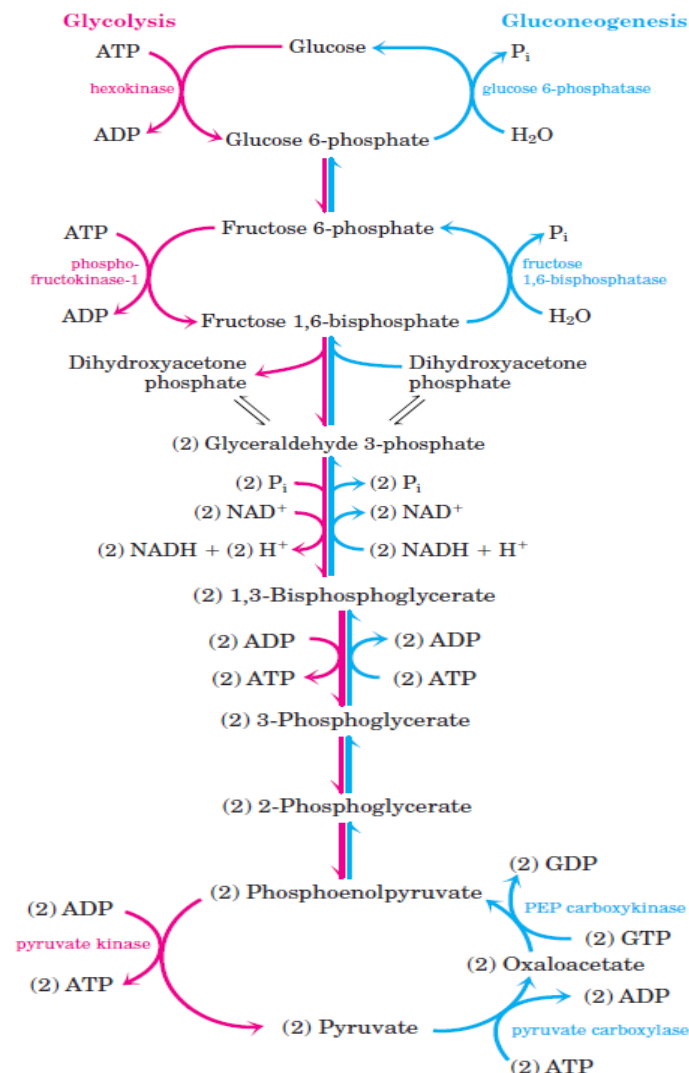 Glycolysis
Gluconeogenesis
ATP
Glucose
Pi
hexokinase
glucose 6-phosphatase
ADP
Glucose 6-phosphate
H2O
ATP
Fructose 6-phosphate
Pi
phospho-
fructokinase-1
fructose
1,6-bisphosphatase
ADP
Fructose 1,6-bisphosphate
H2O
Dihydroxyacetone
phosphate
Dihydroxyacetone
phosphate
(2) Glyceraldehyde 3-phosphate
(2) Pi
(2) Pi
(2) NAD+
(2) NAD+
(2) NADH + (2) H+
(2) NADH + H+
(2) 1,3-Bisphosphoglycerate
(2) ADP
(2) ADP
(2) ATP
(2) ATP
(2) 3-Phosphoglycerate
(2) 2-Phosphoglycerate
(2) GDP
(2) Phosphoenolpyruvate
(2) ADP
PEP carboxykinase
pyruvate kinase
(2) GTP
(2) Oxaloacetate
(2) ATP
(2) ADP
(2) Pyruvate
pyruvate carboxylase
(2) ATP